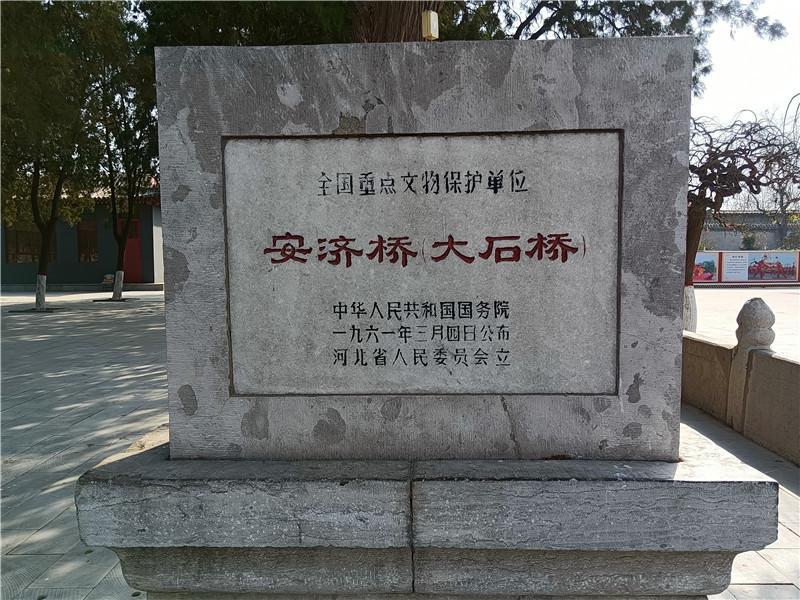 全国重点文物保护单位
安济桥(大石桥)
中华人民共和国国务院
一九六一年三月四日公布
河北省人民委员会立